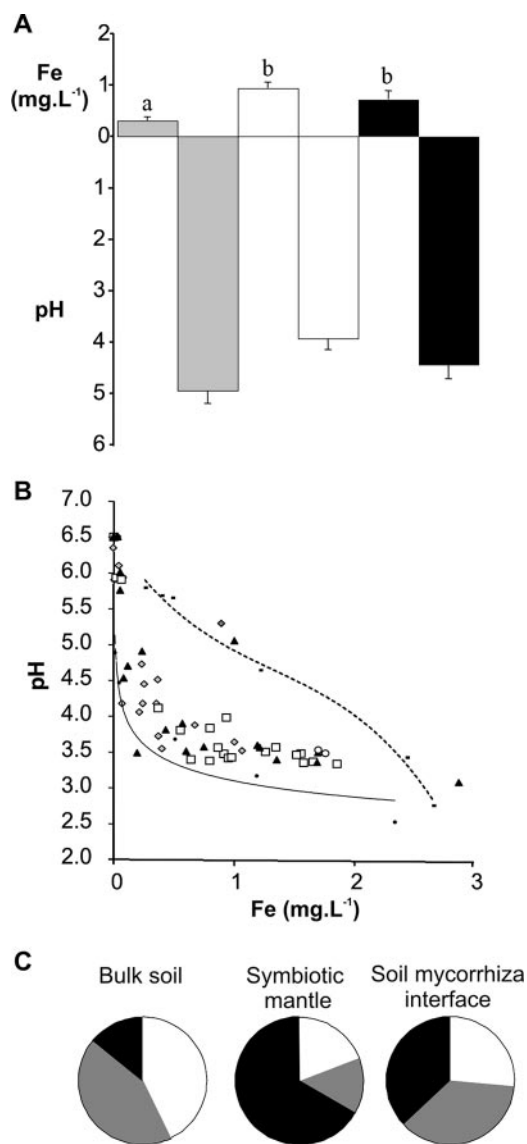 A
Fe
(mg.L⁻¹)
2
1
0
1
2
3
4
5
6
a
b
b
pH
B
7.0
6.5
6.0
5.5
5.0
4.5
4.0
3.5
3.0
2.5
2.0
pH
0
1
2
3
Fe (mg.L⁻¹)
C
Bulk soil
Symbiotic
mantle
Soil mycorrhiza
interface